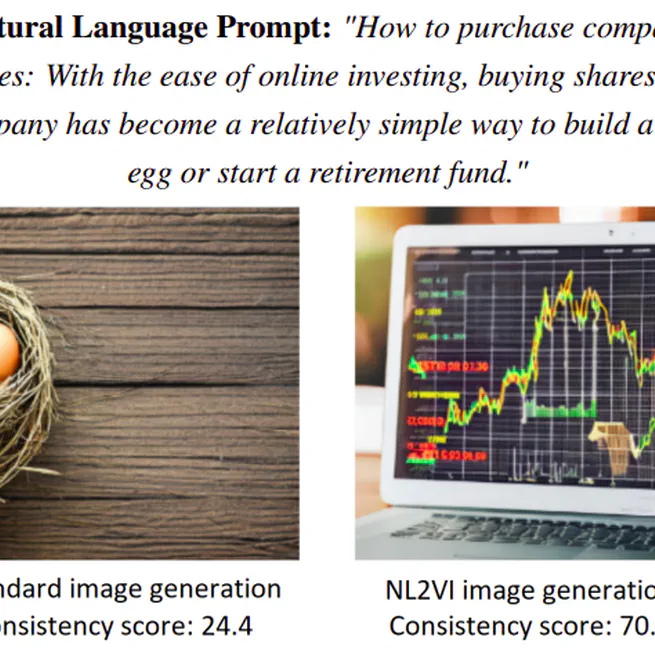 tural Language Prompt: "How to purchase compa
es: With the ease of online investing, buying shares
pany has become a relatively simple way to build a
egg or start a retirement fund."
ndard image generation
onsistency score: 24.4
NL2VI image generatio
Consistency score: 70.